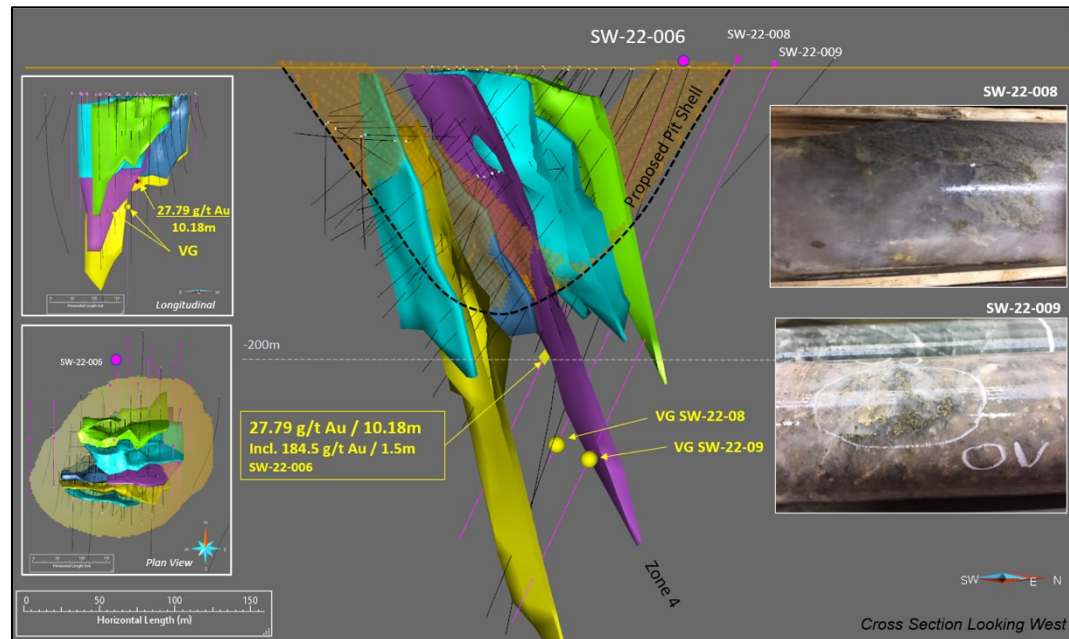 SW-22-006
SW-22-008
SW-22-009
SW-22-008
27.79 g/t Au /
10.18m
VG
Longitudinal
Horizontal Length (m)
Proposed Pit Shell
SW-22-009
-200m
SW-22-006
27.79 g/t Au / 10.18m
Incl. 184.5 g/t Au / 1.5m
SW-22-006
VG SW-22-08
VG SW-22-09
OV
Plan View
Zone 4
0 50 100 150
Horizontal Length (m)
SW E N
Cross Section Looking West